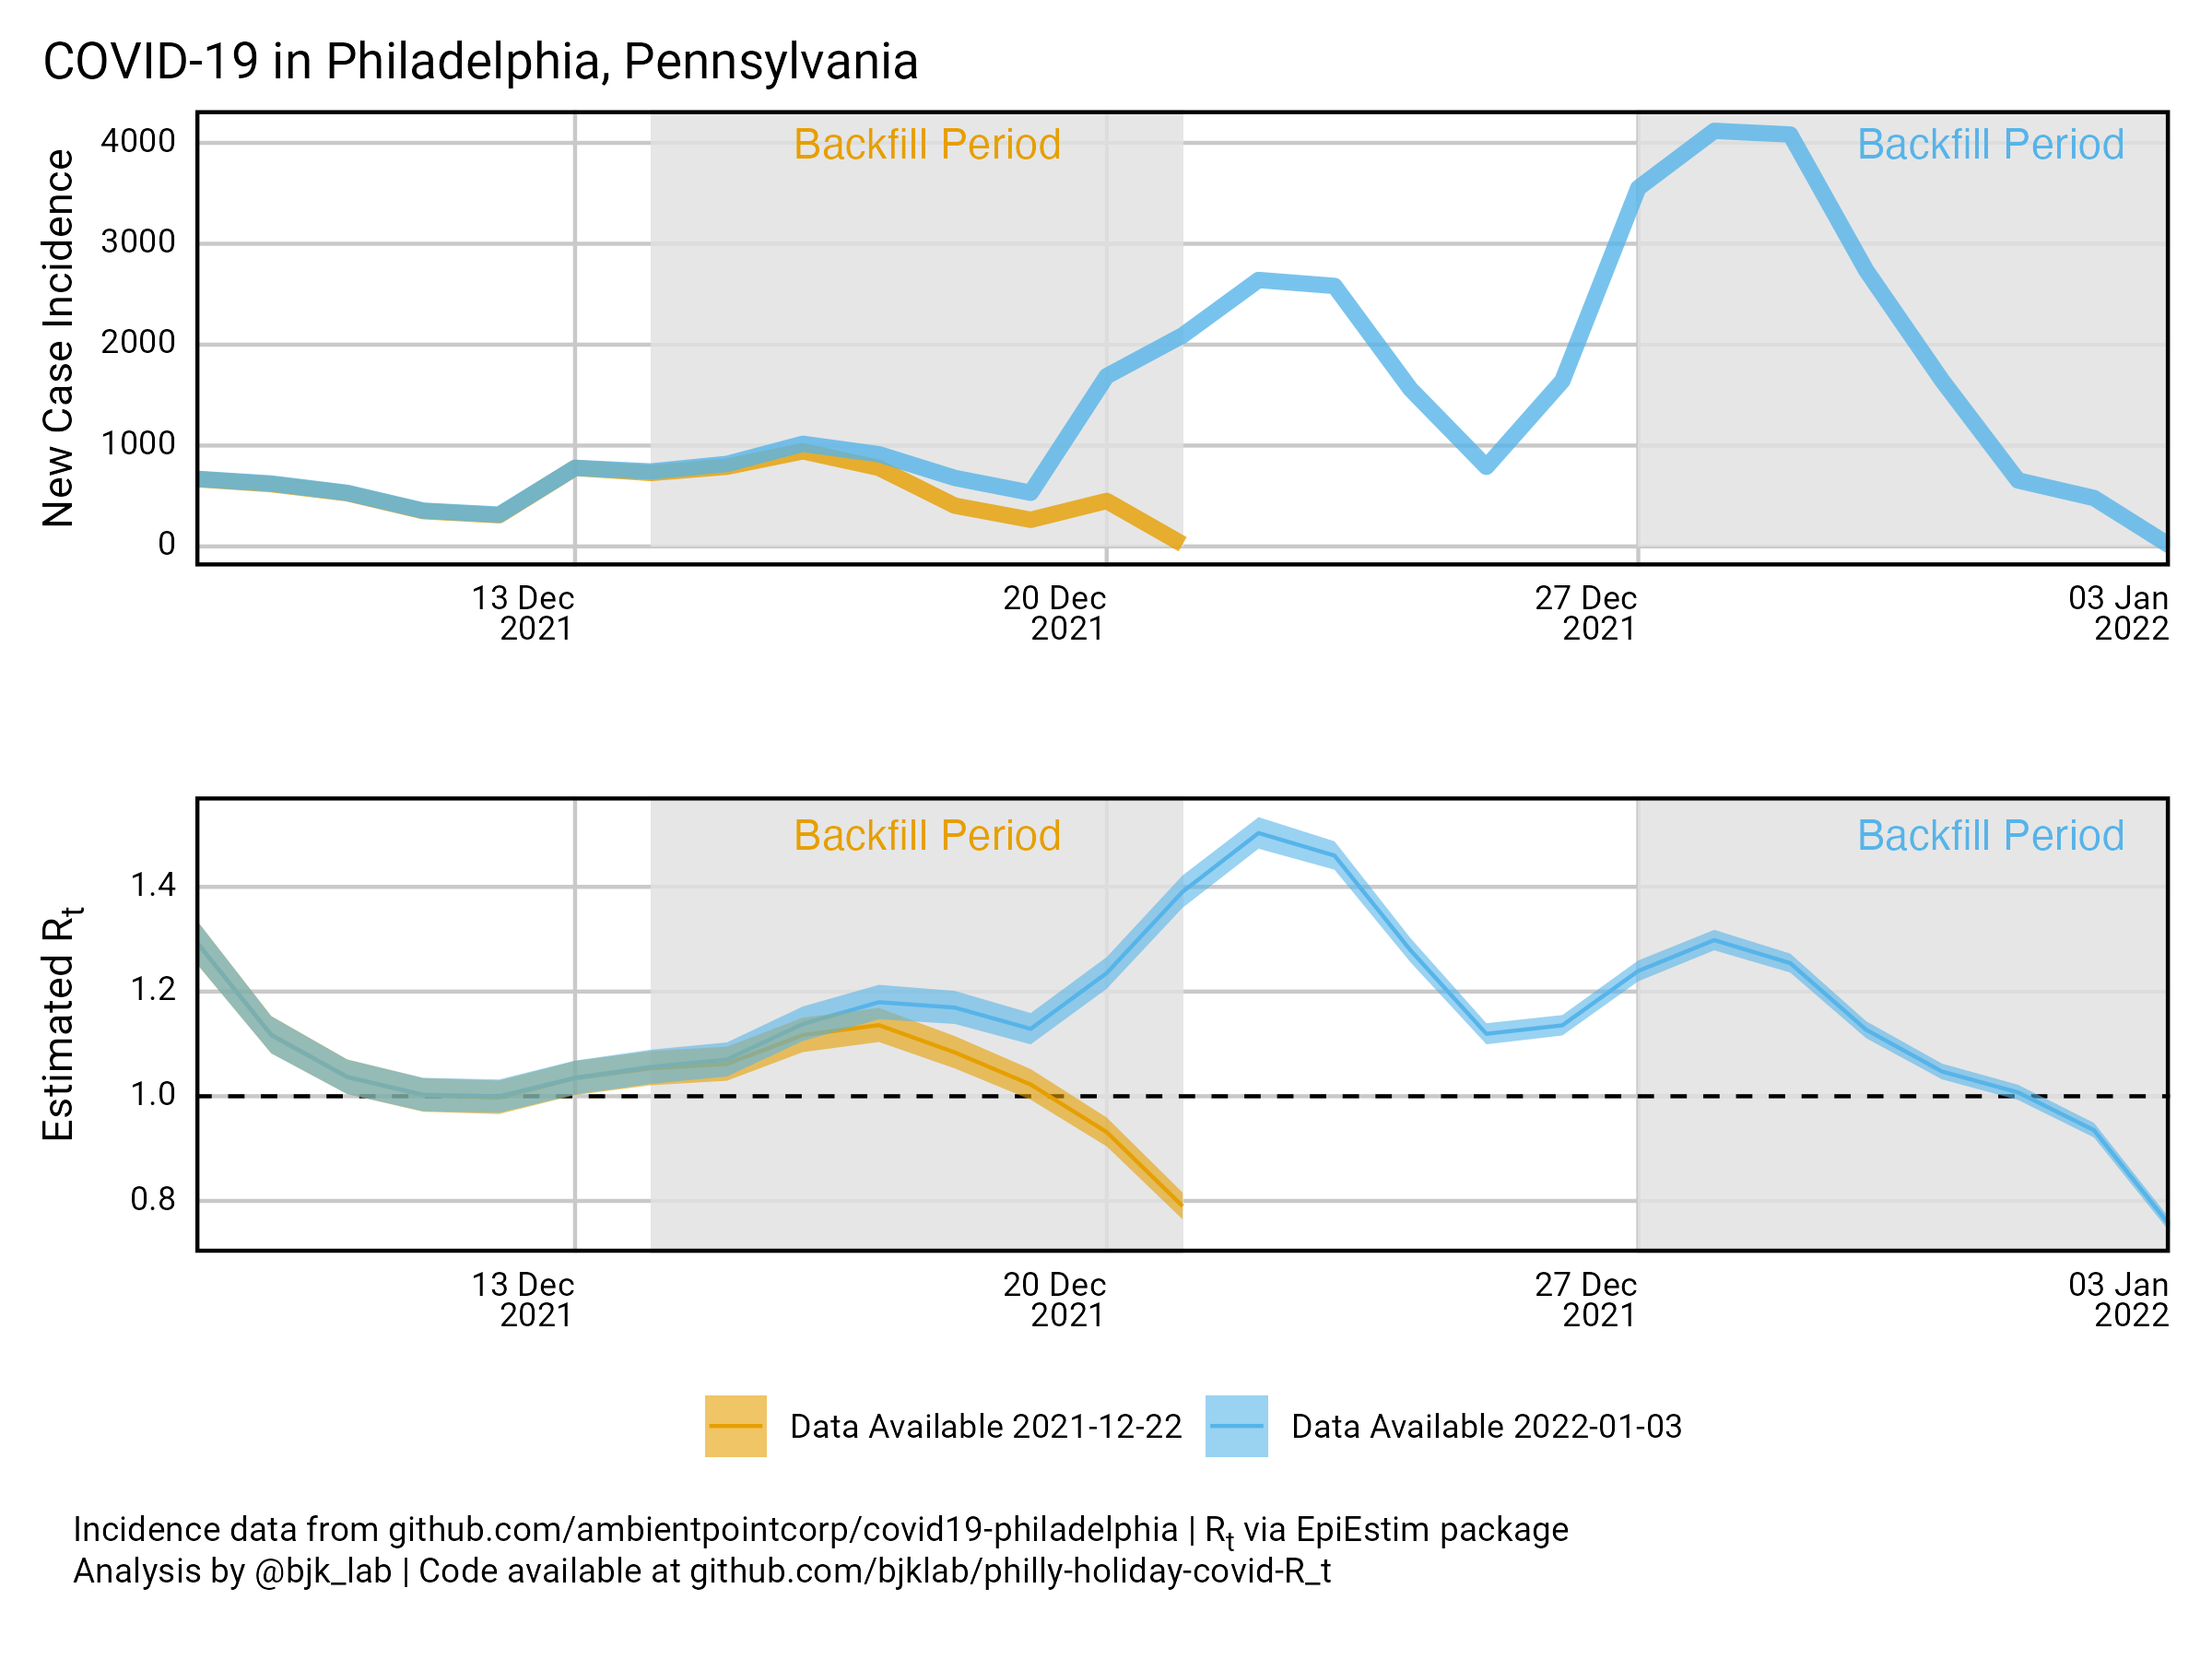 COVID-19 in Philadelphia, Pennsylvania
New Case Incidence
4000
3000
2000
1000
0
Backfill Period
Backfill Period
13 Dec
2021
20 Dec
2021
27 Dec
2021
03 Jan
2022
Estimated Rt
1.4
1.2
1.0
0.8
Backfill Period
Backfill Period
13 Dec
2021
20 Dec
2021
27 Dec
2021
03 Jan
2022
Data Available 2021-12-22
Data Available 2022-01-03
Incidence data from github.com/ambientpointcorp/covid19-philadelphia | Rt via EpiEstim package
Analysis by @bjk_lab | Code available at github.com/bjklab/philly-holiday-covid-R_t